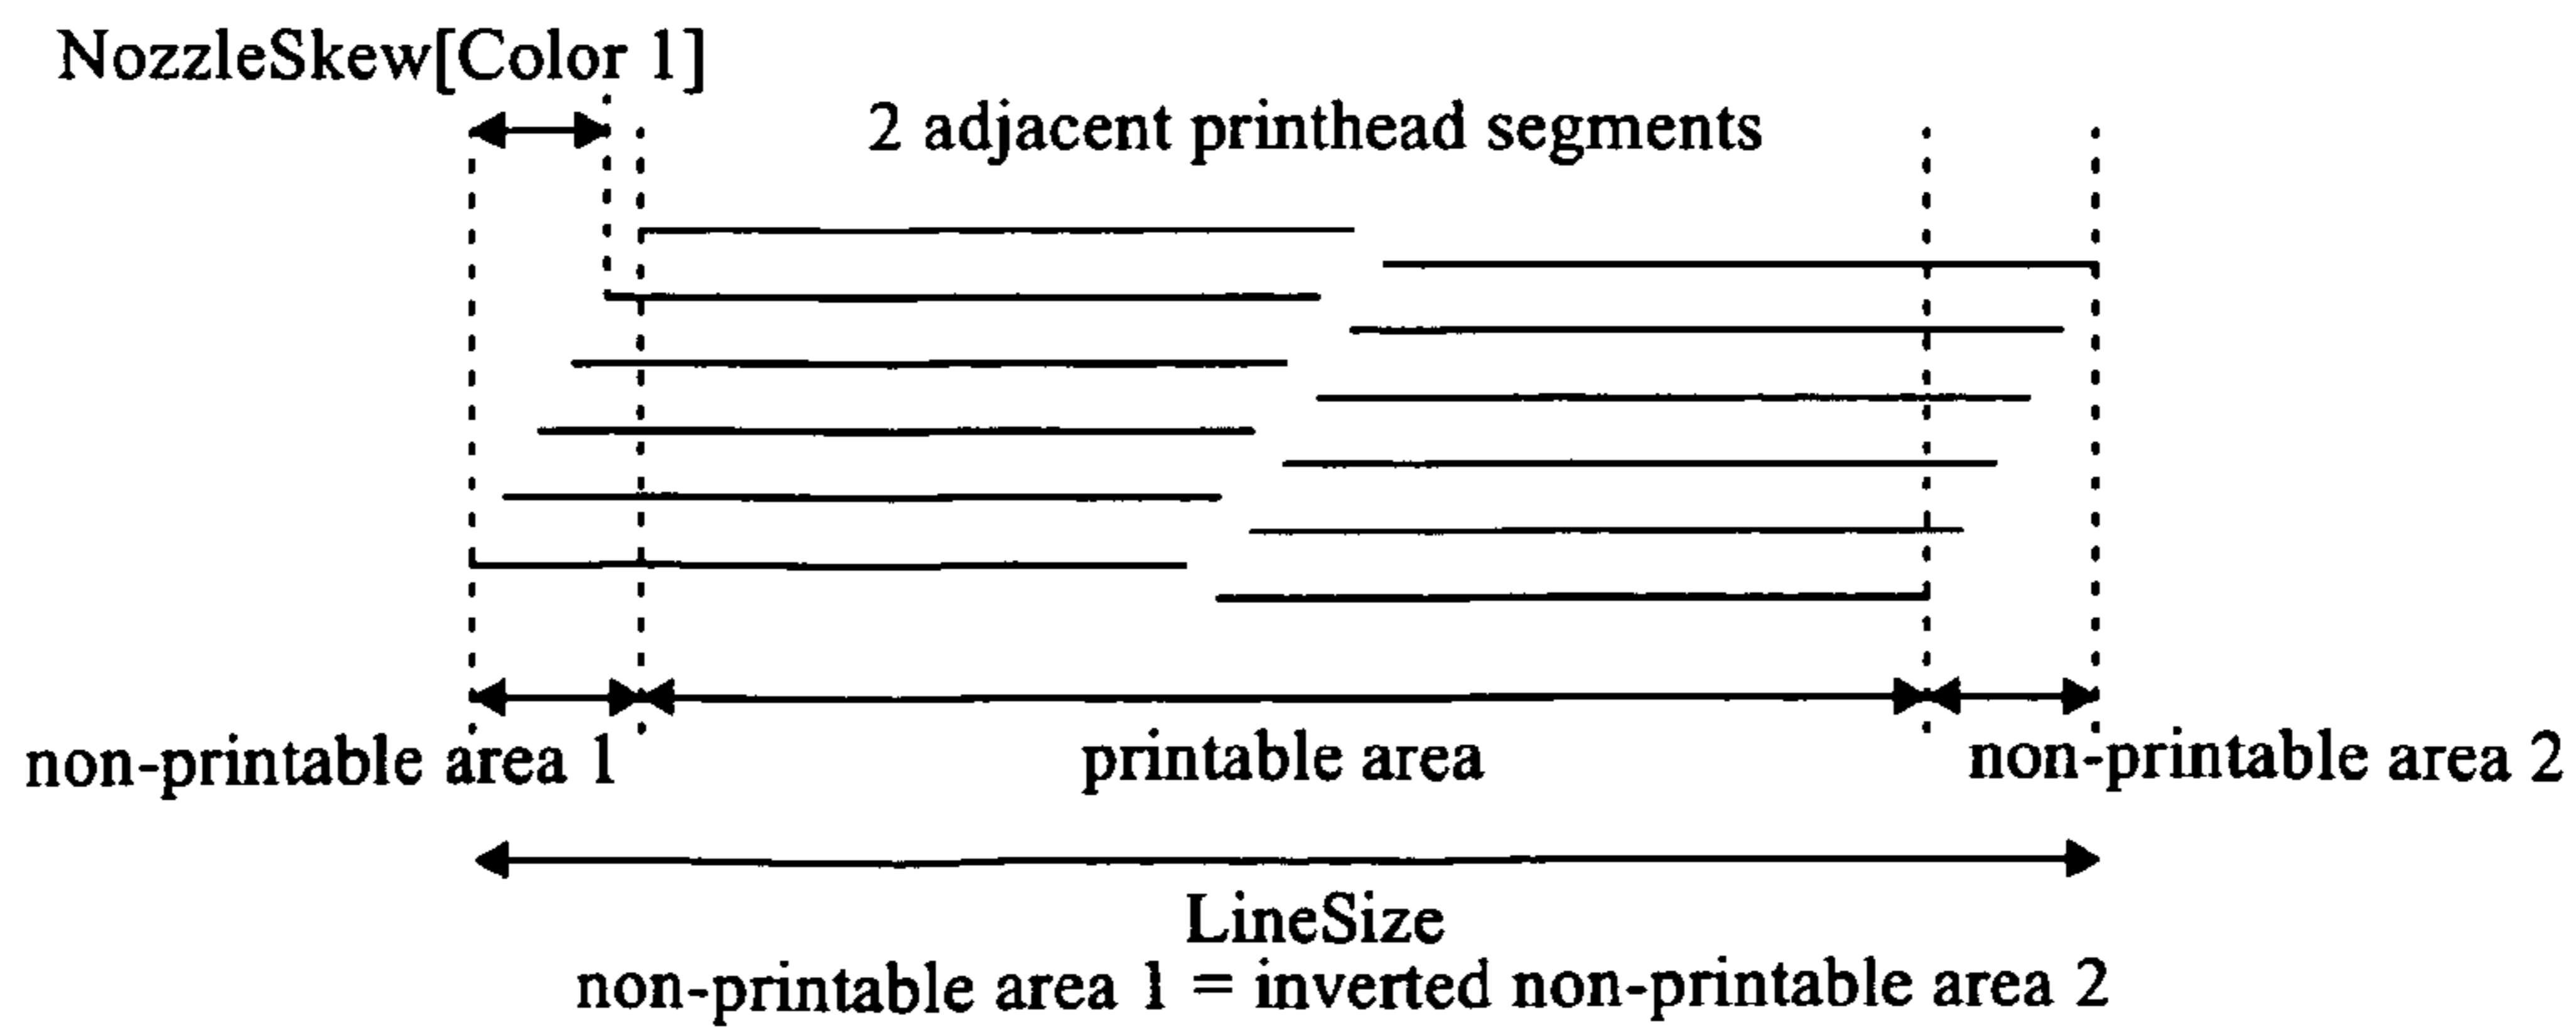 NozzleSkew[Color 1]
2 adjacent printhead segments
non-printable area 1
printable area
non-printable area 2
LineSize
non-printable area 1 = inverted non-printable area 2